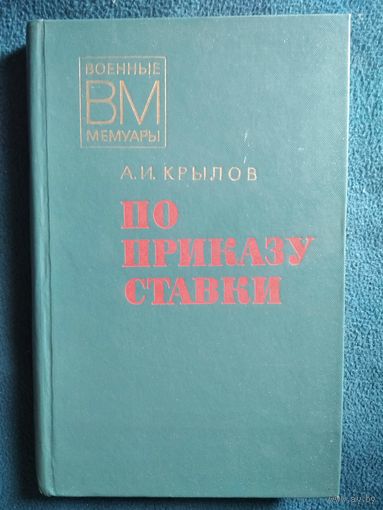 ВОЕННЫЕ
ВМ
МЕМУАРЫ
А.И. КРЫЛОВ
ПО
ПРИКАЗУ
СТАВКИ